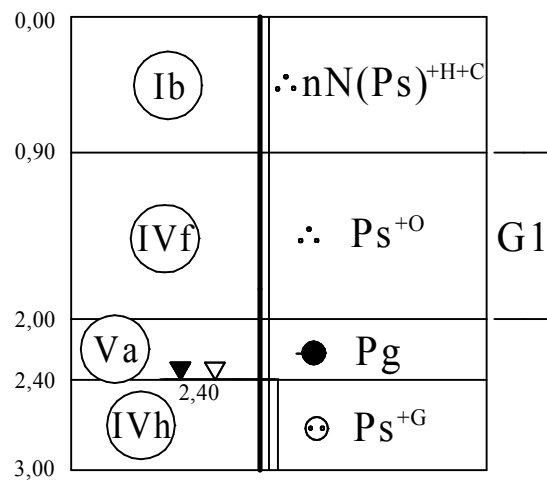 0,00
Ib nN(Ps)⁺ᴴ⁺ᶜ
0,90
IVf Ps⁺ᴼ G1
2,00
Va Pg
2,40
2,40
IVh Ps⁺ᴳ
3,00